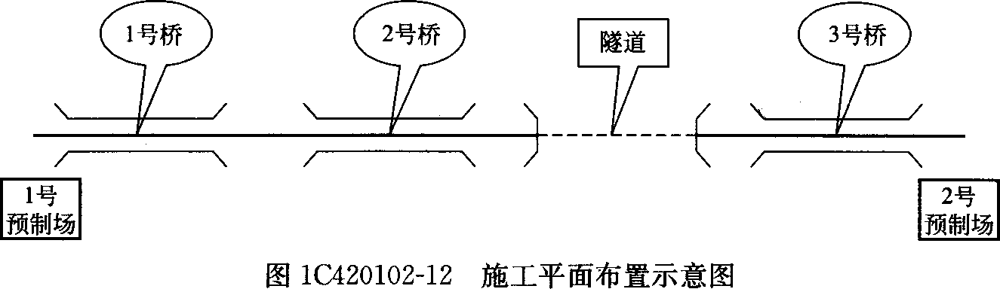 1号桥
2号桥
隧道
3号桥
1号
预制场
2号
预制场
图 1C420102-12 施工平面布置示意图